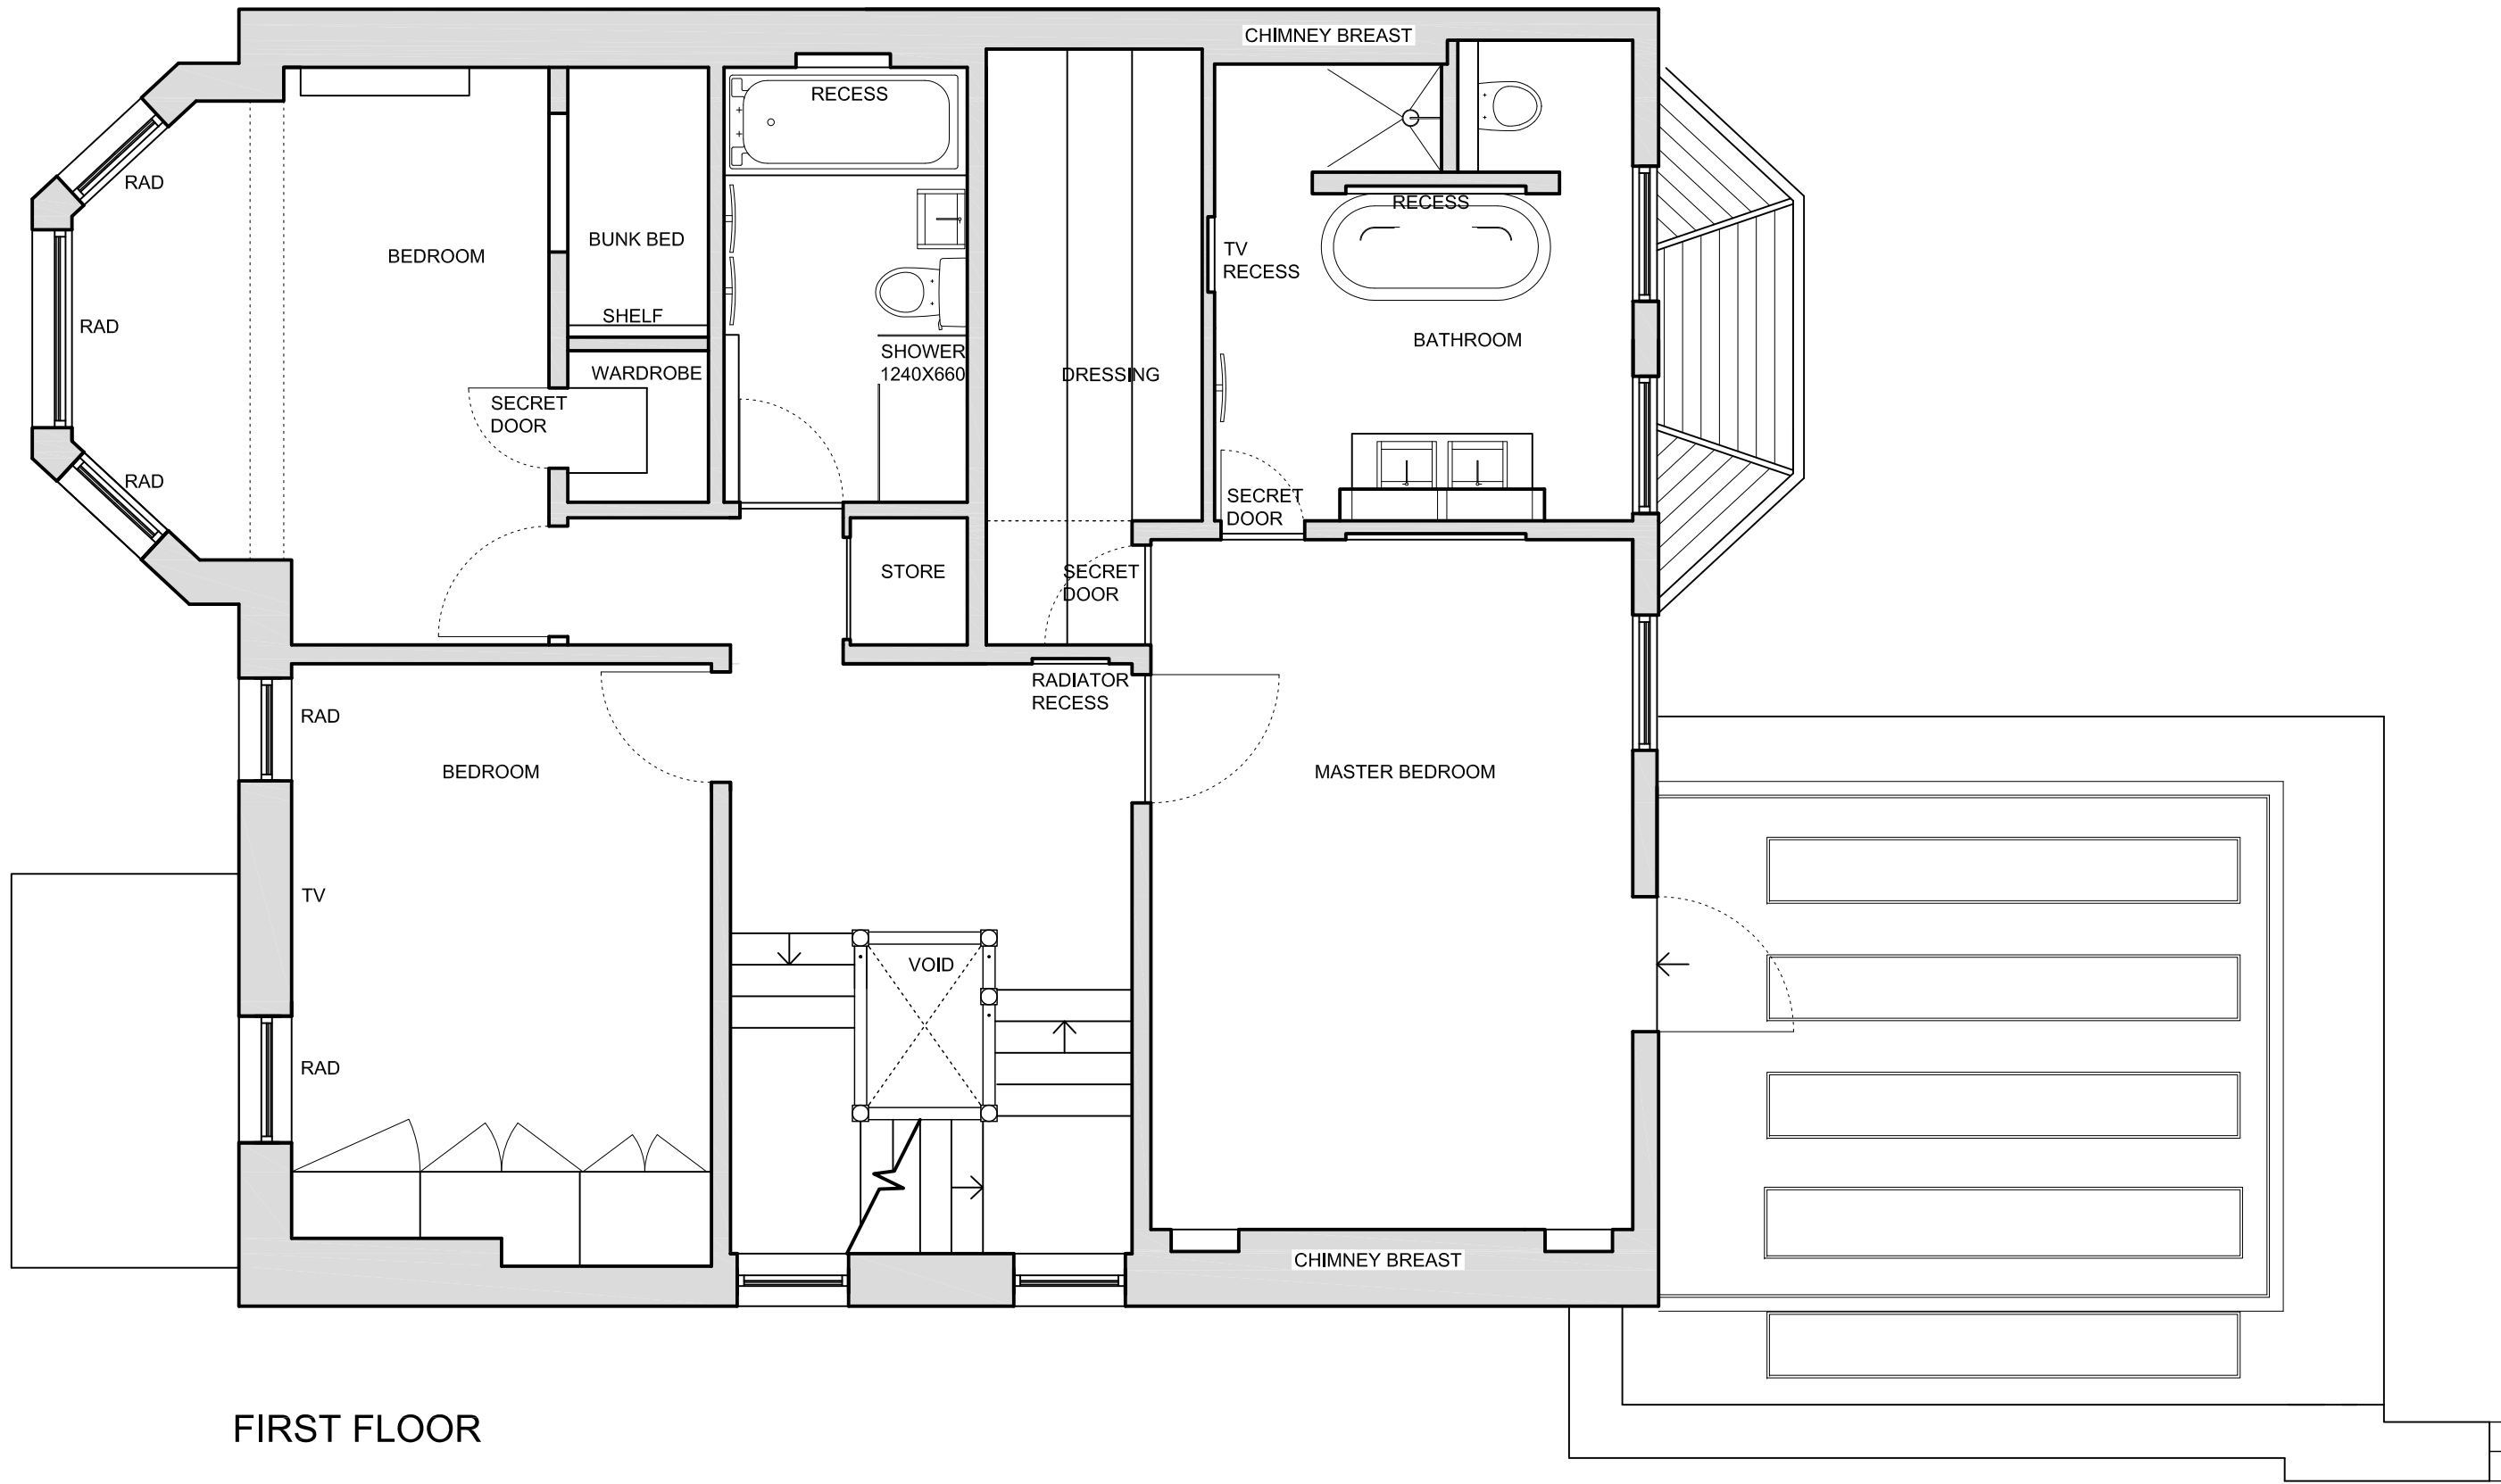 CHIMNEY BREAST
RECESS
RAD
RECESS
BUNK BED
TV
RECESS
BEDROOM
SHELF
RAD
BATHROOM
SHOWER
1240X660
WARDROBE
DRESSING
SECRET
DOOR
RAD
SECRET
DOOR
STORE
SECRET
DOOR
RADIATOR
RECESS
RAD
BEDROOM
MASTER BEDROOM
TV
VOID
RAD
CHIMNEY BREAST
FIRST FLOOR